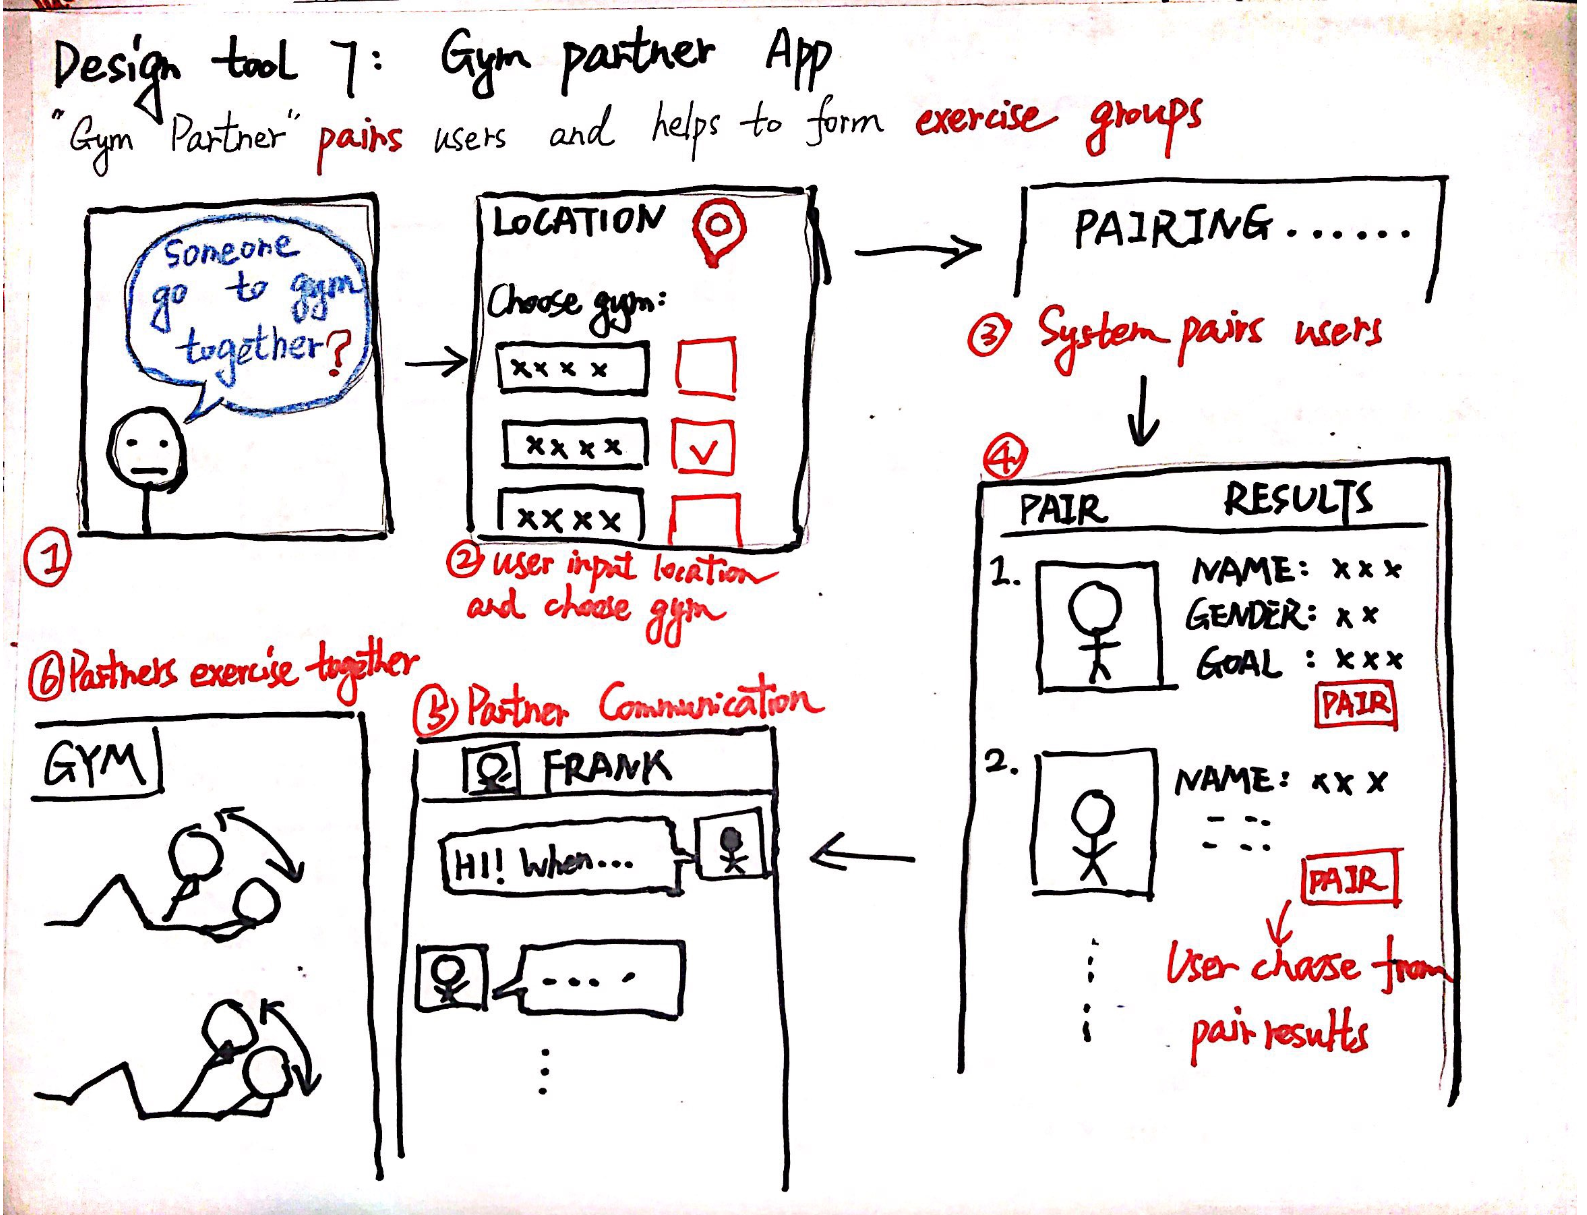 Design tool 7: Gym partner App
"Gym Partner" pairs users and helps to form exercise groups
Someone
go to gym
together?
①
LOCATION
Choose gym:
xxxx
xxxx
xxxx
② user input location
and choose gym
PAIRING......
③ System pairs users
④
PAIR RESULTS
1.
NAME: xxx
GENDER: xx
GOAL : xxx
PAIR
2.
NAME: xxx
PAIR
User choose from
pair results
⑤ Partner Communication
FRANK
HI! When...
....
⑥ Partners exercise together
GYM